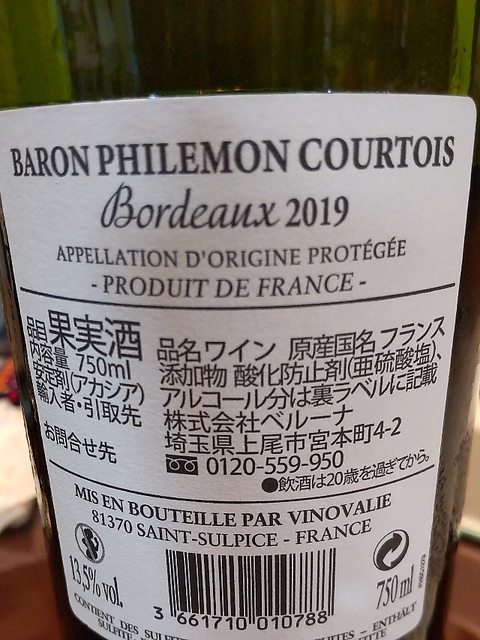 BARON PHILEMON COURTOIS
Bordeaux 2019
APPELLATION D'ORIGINE PROTÉGÉE
- PRODUIT DE FRANCE -
品目 果実酒 品名 ワイン 原産国名 フランス
内容量 750ml 添加物 酸化防止剤(亜硫酸塩)、
安定剤(アカシア) アルコール分は裏ラベルに記載
輸入者・引取先 株式会社ベルーナ
埼玉県上尾市宮本町4-2
お問合せ先 0120-559-950
●飲酒は20歳を過ぎてから。
MIS EN BOUTEILLE PAR VINOVALIE
81370 SAINT-SULPICE - FRANCE
13,5% vol.
3 661710 010788
750 ml
CONTIENT DES SULFITES - ENTHÄLT
SULFITE